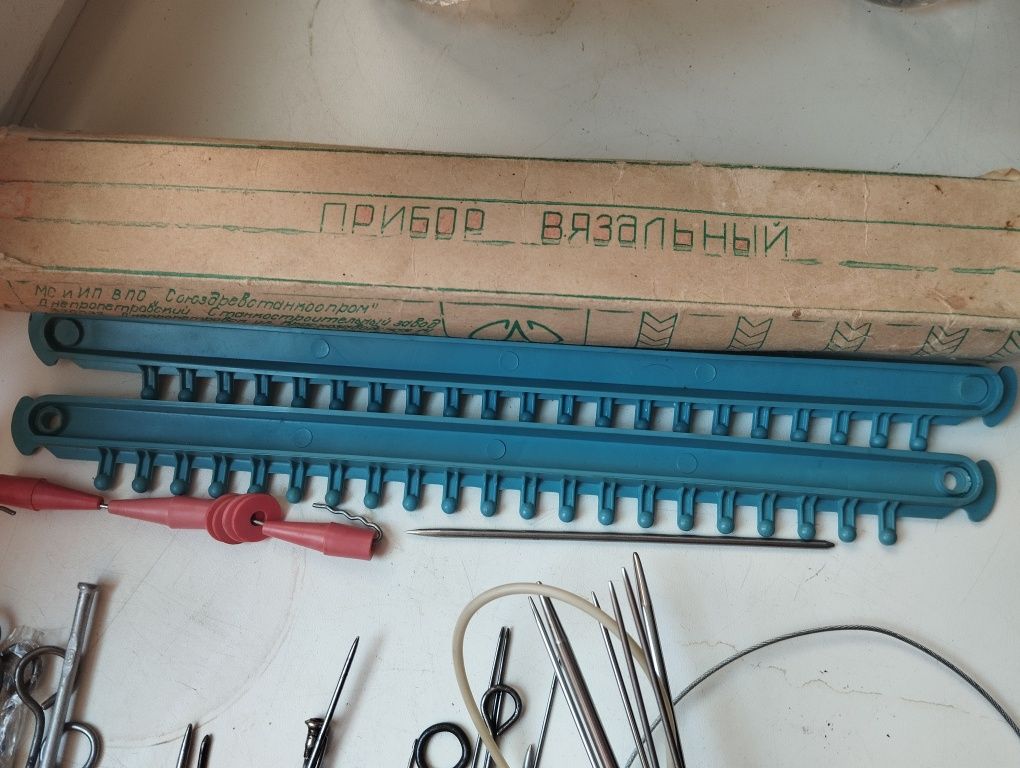 ПРИБОР ВЯЗАЛЬНЫЙ
МС и ИП ВПО "Союздревстанкопром"
Днепропетровский Станкостроительный завод